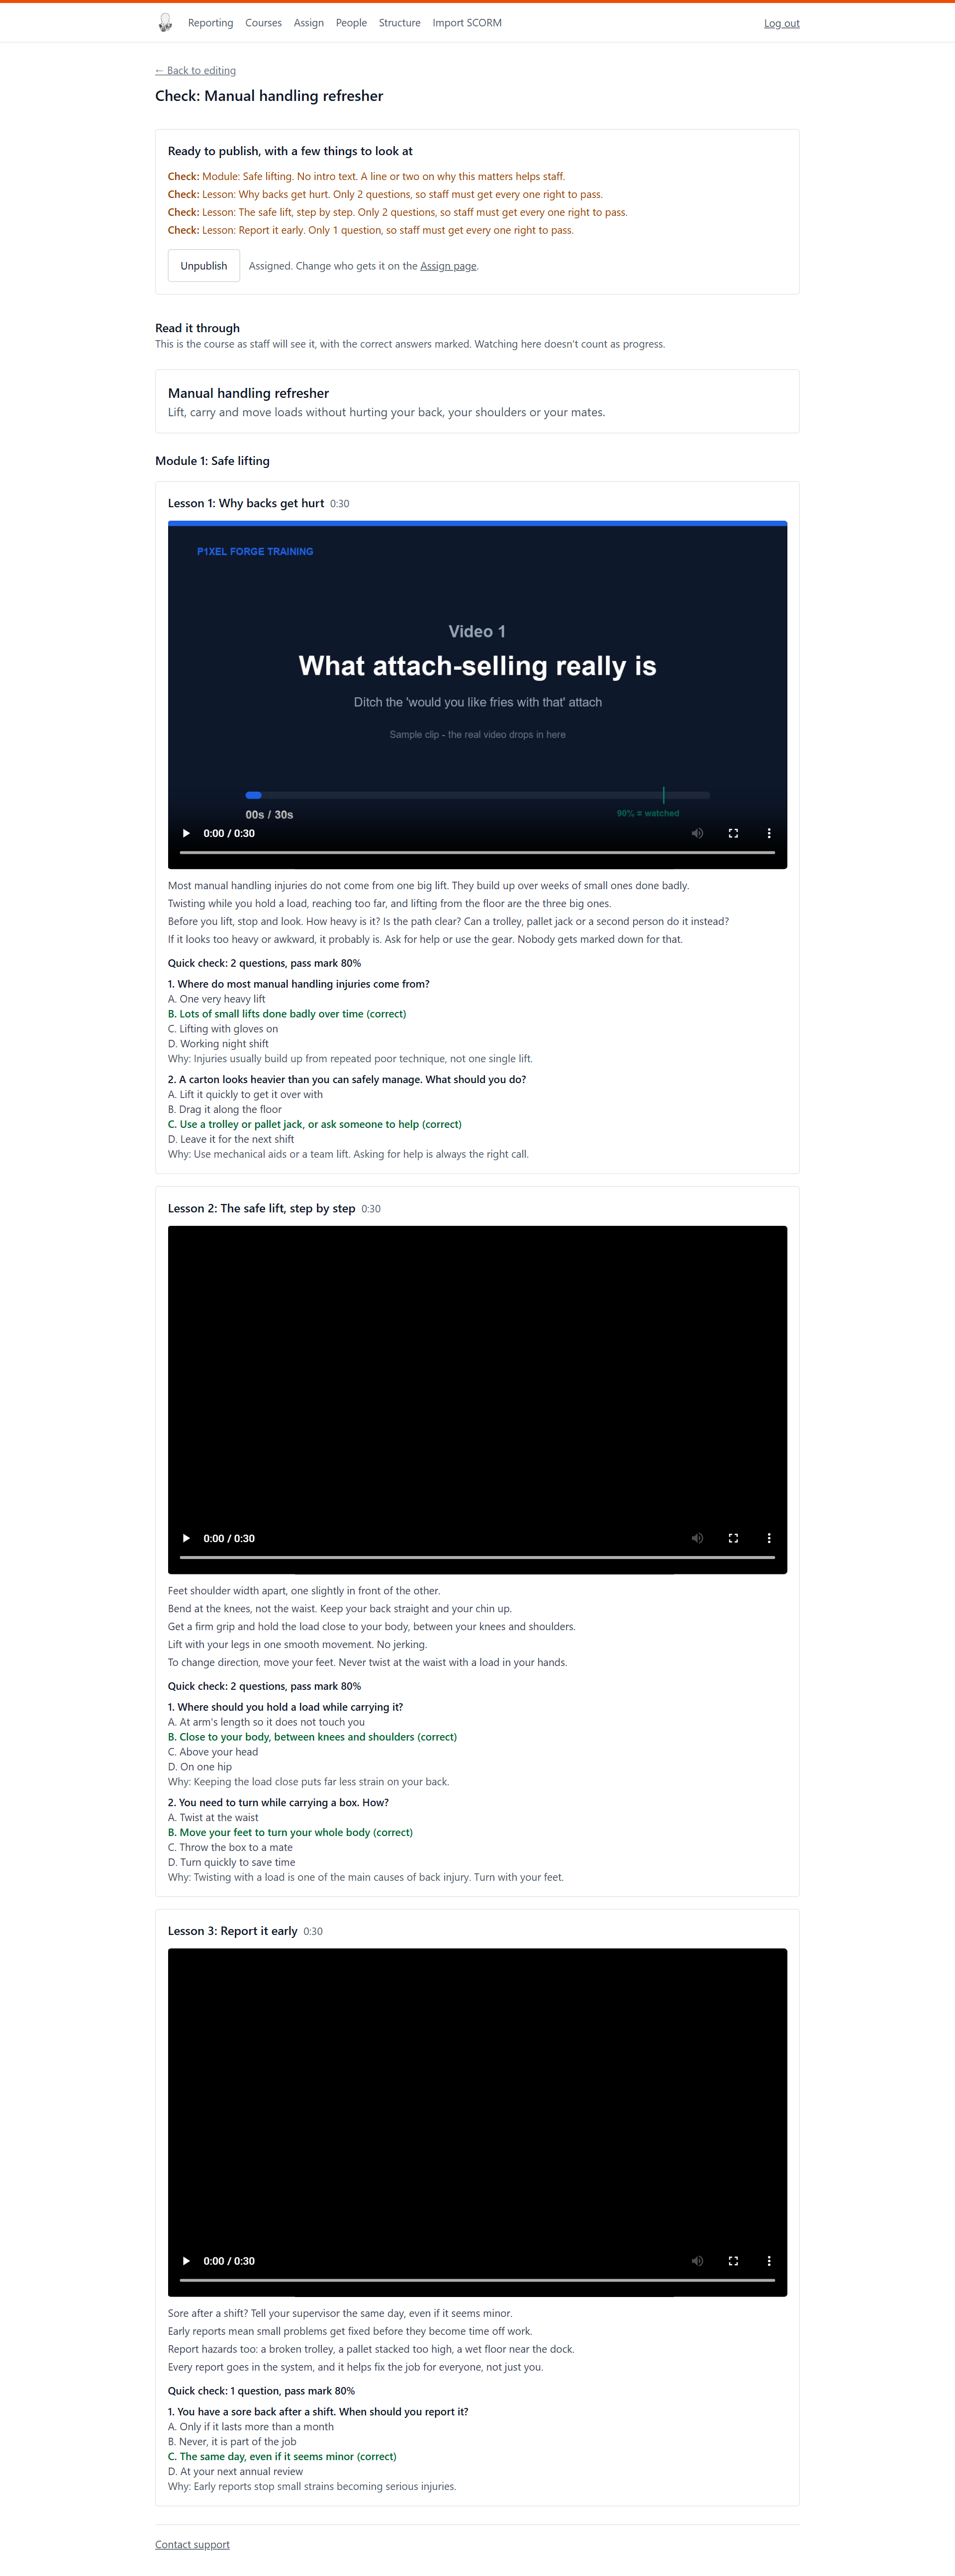 Reporting Courses Assign People Structure Import SCORM Log out
← Back to editing
Check: Manual handling refresher
Ready to publish, with a few things to look at
Check: Module: Safe lifting. No intro text. A line or two on why this matters helps staff.
Check: Lesson: Why backs get hurt. Only 2 questions, so staff must get every one right to pass.
Check: Lesson: The safe lift, step by step. Only 2 questions, so staff must get every one right to pass.
Check: Lesson: Report it early. Only 1 question, so staff must get every one right to pass.
Unpublish Assigned. Change who gets it on the Assign page.
Read it through
This is the course as staff will see it, with the correct answers marked. Watching here doesn't count as progress.
Manual handling refresher
Lift, carry and move loads without hurting your back, your shoulders or your mates.
Module 1: Safe lifting
Lesson 1: Why backs get hurt 0:30
P1XEL FORGE TRAINING
Video 1
What attach-selling really is
Ditch the 'would you like fries with that' attach
Sample clip - the real video drops in here
00s / 30s 90% = watched
0:00 / 0:30
Most manual handling injuries do not come from one big lift. They build up over weeks of small ones done badly.
Twisting while you hold a load, reaching too far, and lifting from the floor are the three big ones.
Before you lift, stop and look. How heavy is it? Is the path clear? Can a trolley, pallet jack or a second person do it instead?
If it looks too heavy or awkward, it probably is. Ask for help or use the gear. Nobody gets marked down for that.
Quick check: 2 questions, pass mark 80%
1. Where do most manual handling injuries come from?
A. One very heavy lift
B. Lots of small lifts done badly over time (correct)
C. Lifting with gloves on
D. Working night shift
Why: Injuries usually build up from repeated poor technique, not one single lift.
2. A carton looks heavier than you can safely manage. What should you do?
A. Lift it quickly to get it over with
B. Drag it along the floor
C. Use a trolley or pallet jack, or ask someone to help (correct)
D. Leave it for the next shift
Why: Use mechanical aids or a team lift. Asking for help is always the right call.
Lesson 2: The safe lift, step by step 0:30
0:00 / 0:30
Feet shoulder width apart, one slightly in front of the other.
Bend at the knees, not the waist. Keep your back straight and your chin up.
Get a firm grip and hold the load close to your body, between your knees and shoulders.
Lift with your legs in one smooth movement. No jerking.
To change direction, move your feet. Never twist at the waist with a load in your hands.
Quick check: 2 questions, pass mark 80%
1. Where should you hold a load while carrying it?
A. At arm's length so it does not touch you
B. Close to your body, between knees and shoulders (correct)
C. Above your head
D. On one hip
Why: Keeping the load close puts far less strain on your back.
2. You need to turn while carrying a box. How?
A. Twist at the waist
B. Move your feet to turn your whole body (correct)
C. Throw the box to a mate
D. Turn quickly to save time
Why: Twisting with a load is one of the main causes of back injury. Turn with your feet.
Lesson 3: Report it early 0:30
0:00 / 0:30
Sore after a shift? Tell your supervisor the same day, even if it seems minor.
Early reports mean small problems get fixed before they become time off work.
Report hazards too: a broken trolley, a pallet stacked too high, a wet floor near the dock.
Every report goes in the system, and it helps fix the job for everyone, not just you.
Quick check: 1 question, pass mark 80%
1. You have a sore back after a shift. When should you report it?
A. Only if it lasts more than a month
B. Never, it is part of the job
C. The same day, even if it seems minor (correct)
D. At your next annual review
Why: Early reports stop small strains becoming serious injuries.
Contact support